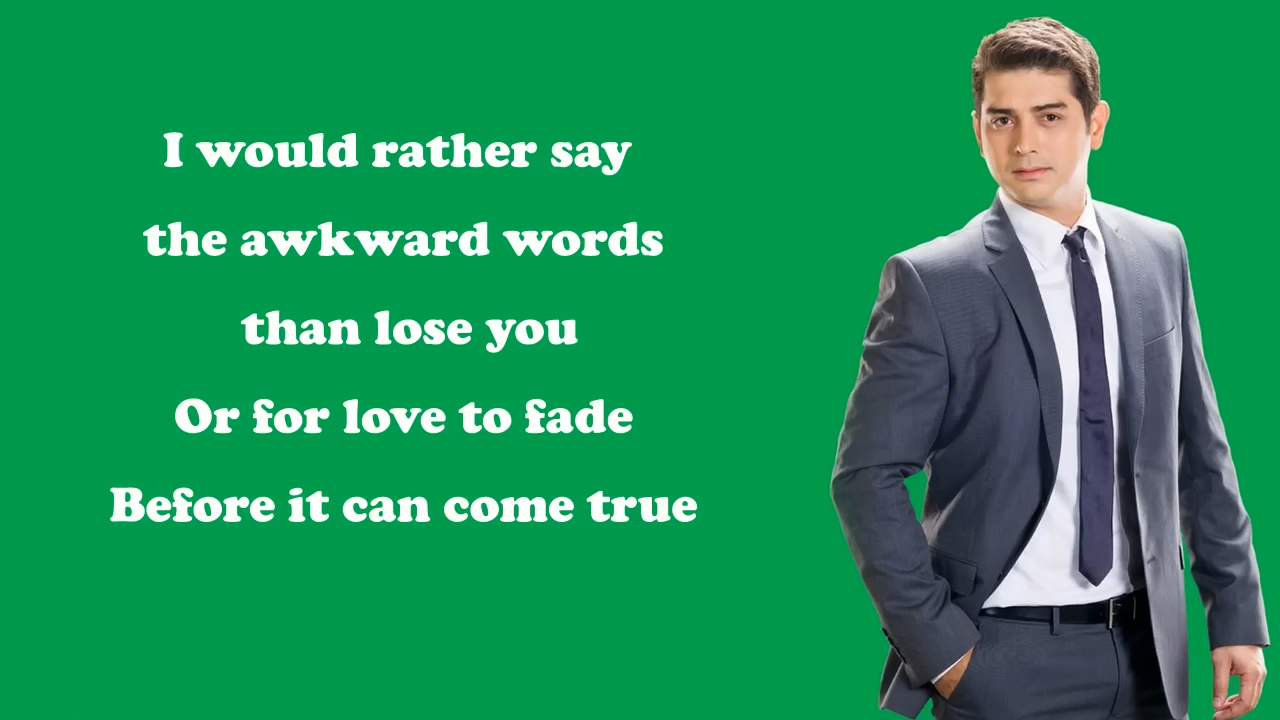 I would rather say
the awkward words
than lose you
Or for love to fade
Before it can come true